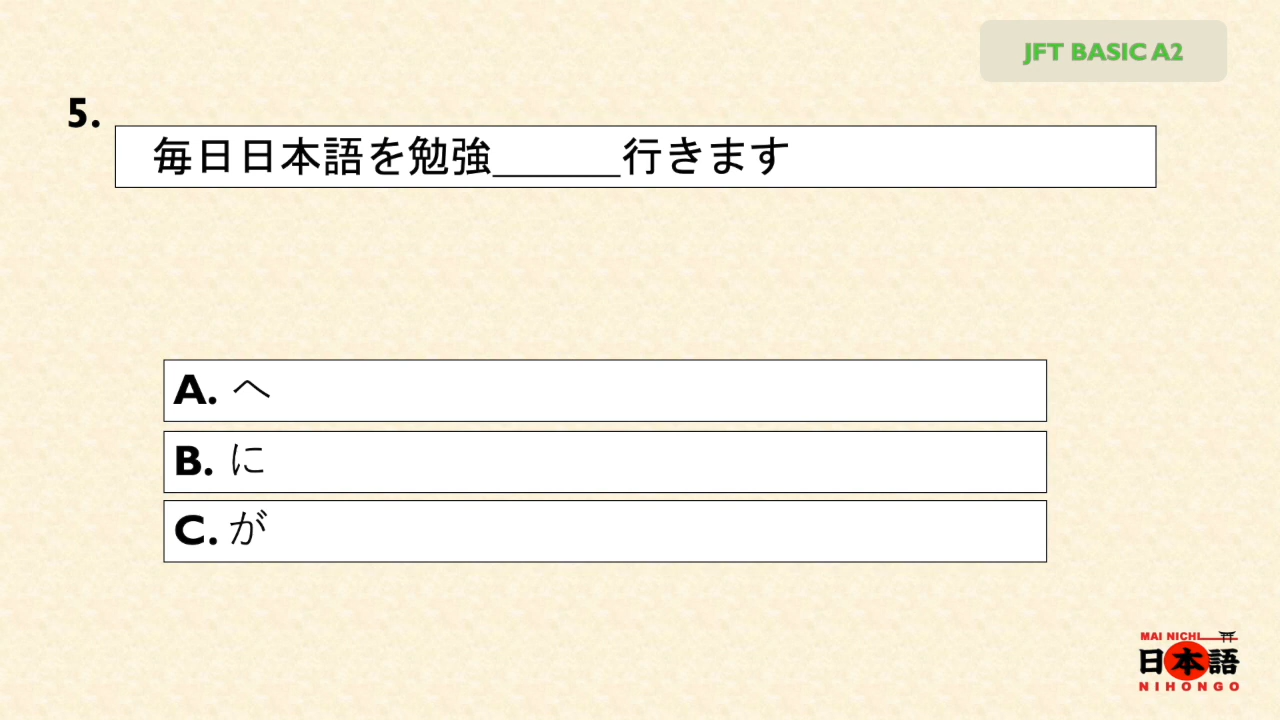 JFT BASIC A2
5.
毎日日本語を勉強______行きます
A. へ
B. に
C. が
MAI NICHI
日本語
NIHONGO